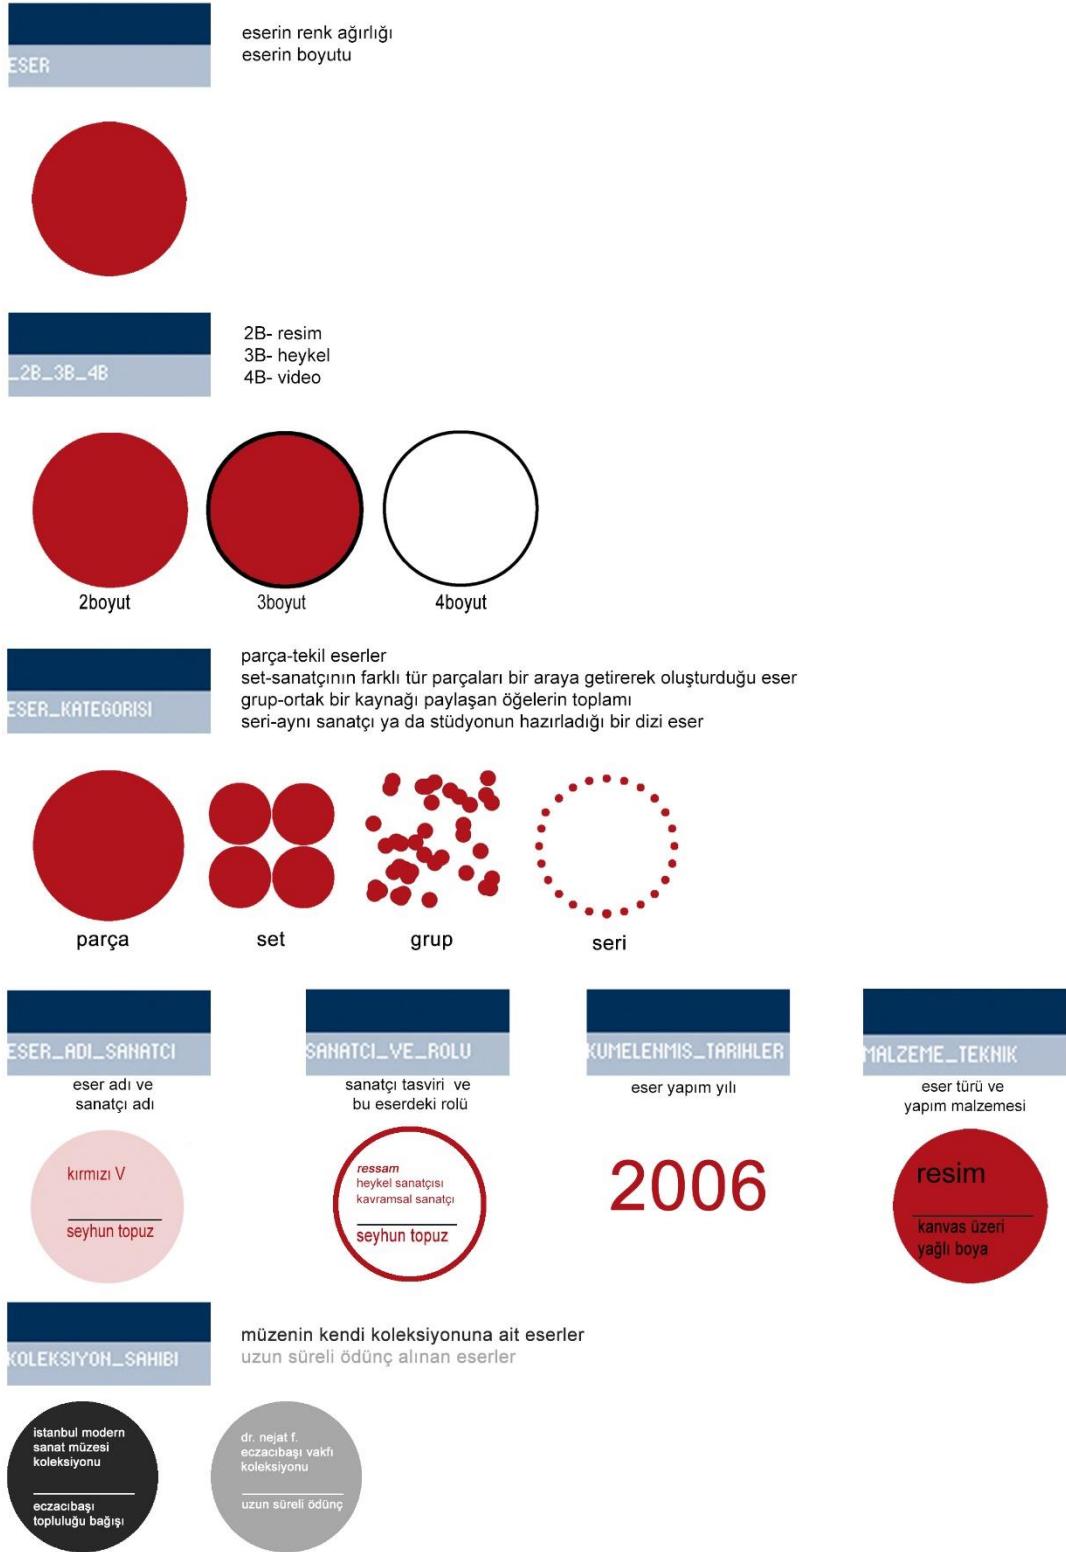 ESER
eserin renk ağırlığı
eserin boyutu
_2B_3B_4B
2B- resim
3B- heykel
4B- video
2boyut
3boyut
4boyut
ESER_KATEGORISI
parça-tekil eserler
set-sanatçının farklı tür parçaları bir araya getirerek oluşturduğu eser
grup-ortak bir kaynağı paylaşan öğelerin toplamı
seri-aynı sanatçı ya da stüdyonun hazırladığı bir dizi eser
parça
set
grup
seri
ESER_ADI_SANATCI
eser adı ve
sanatçı adı
kırmızı V
seyhun topuz
SANATCI_VE_ROLU
sanatçı tasviri ve
bu eserdeki rolü
ressam
heykel sanatçısı
kavramsal sanatçı
seyhun topuz
KUMELENMIS_TARIHLER
eser yapım yılı
2006
MALZEME_TEKNIK
eser türü ve
yapım malzemesi
resim
kanvas üzeri
yağlı boya
KOLEKSIYON_SAHIBI
müzenin kendi koleksiyonuna ait eserler
uzun süreli ödünç alınan eserler
istanbul modern
sanat müzesi
koleksiyonu
eczacıbaşı
topluluğu bağışı
dr. nejat f.
eczacıbaşı vakfı
koleksiyonu
uzun süreli ödünç